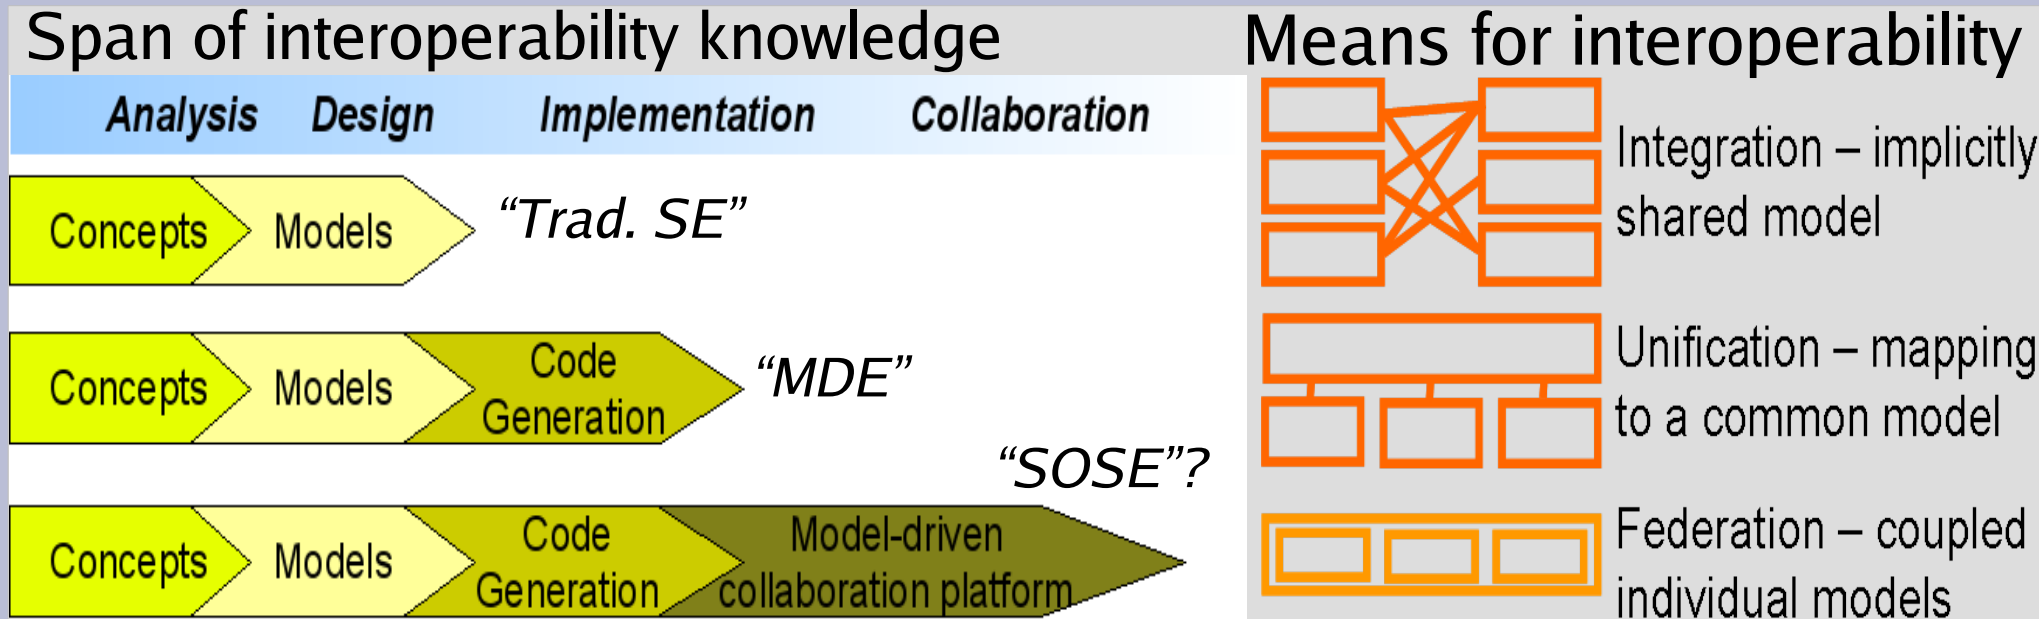 Span of interoperability knowledge
Analysis Design Implementation Collaboration
Concepts Models “Trad. SE”
Concepts Models Code
Generation “MDE”
“SOSE”?
Concepts Models Code
Generation Model-driven
collaboration platform
Means for interoperability
Integration – implicitly
shared model
Unification – mapping
to a common model
Federation – coupled
individual models